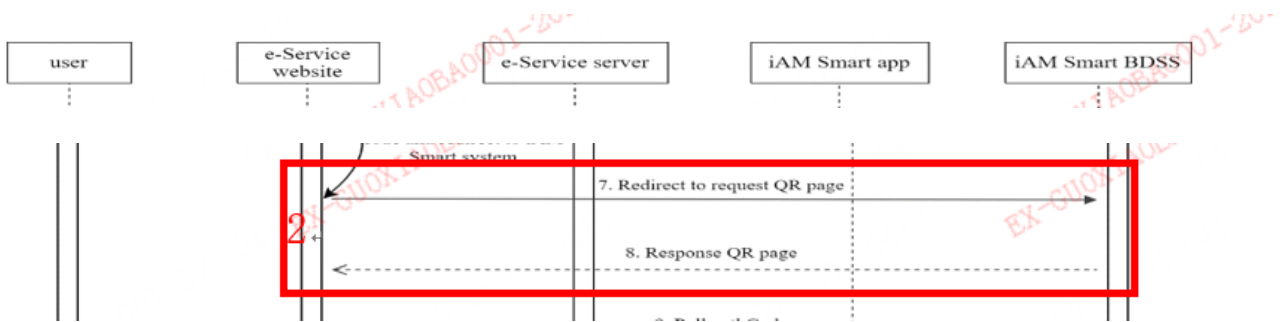 user
e-Service
website
e-Service server
iAM Smart app
iAM Smart BDSS
Smart system
7. Redirect to request QR page
2
8. Response QR page